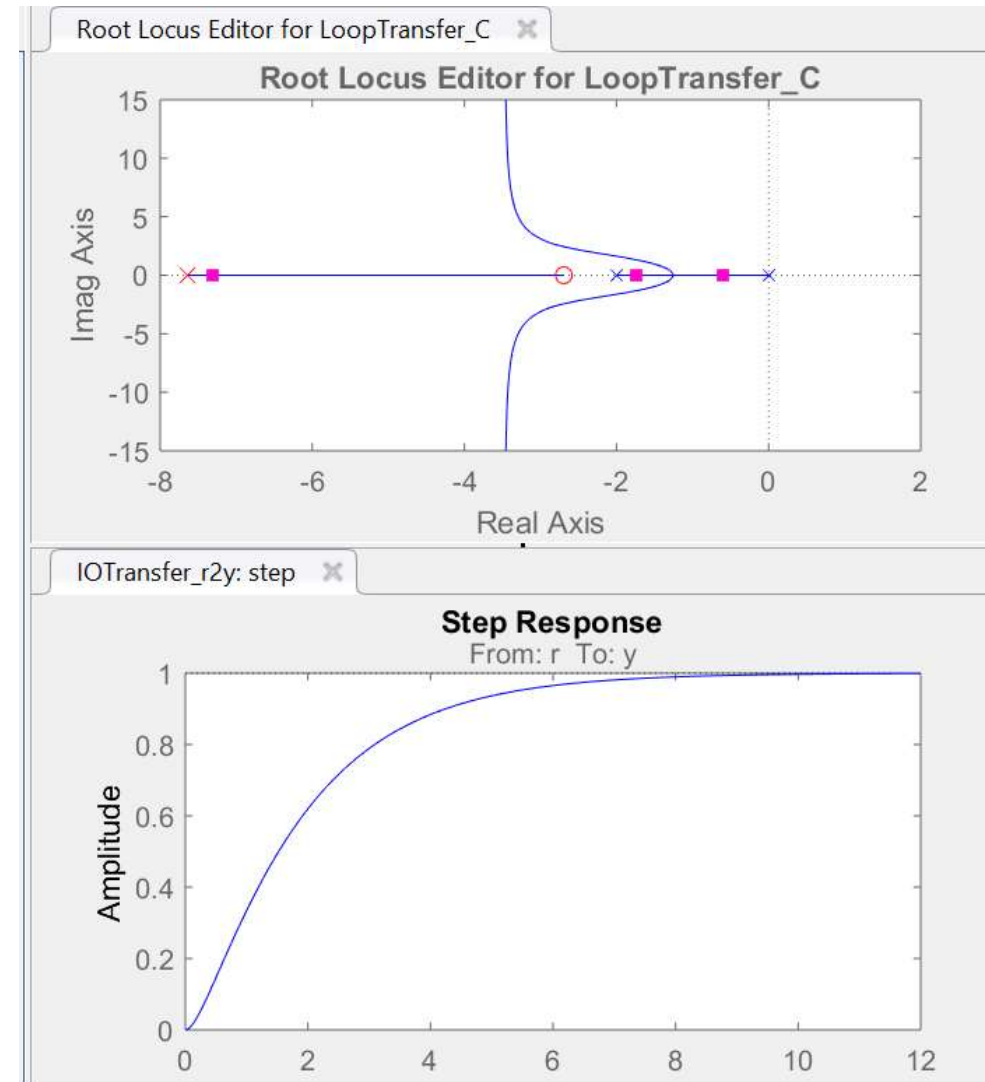 Root Locus Editor for LoopTransfer_C
Root Locus Editor for LoopTransfer_C
15
10
5
0
-5
-10
-15
Imag Axis
-8 -6 -4 -2 0 2
Real Axis
IOTransfer_r2y: step
Step Response
From: r To: y
1
0.8
0.6
0.4
0.2
0
Amplitude
0 2 4 6 8 10 12